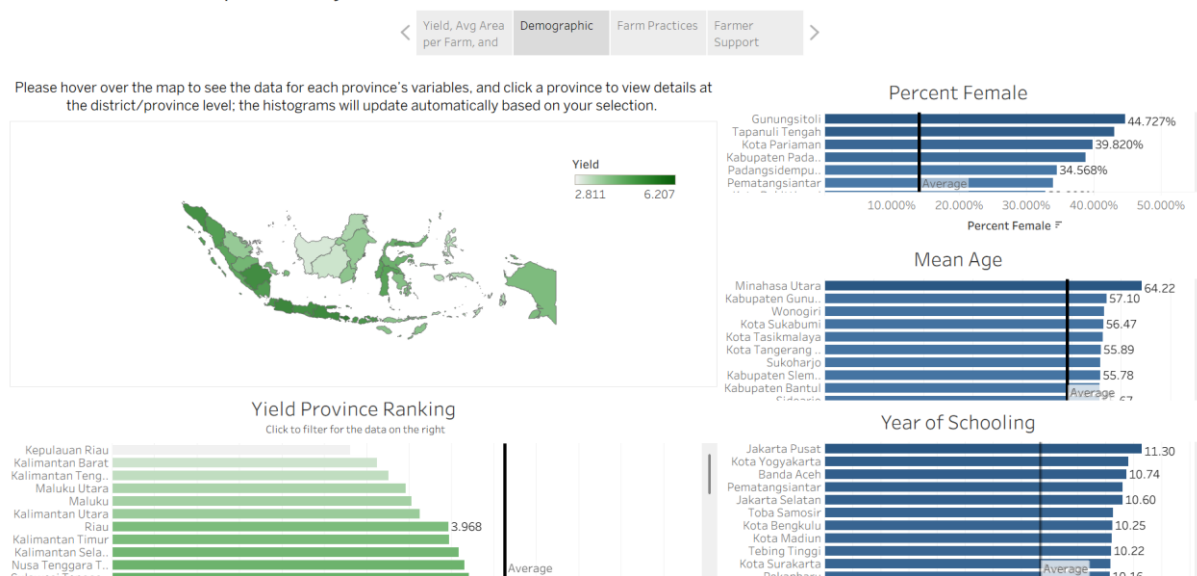 Yield, Avg Area
per Farm, and
Demographic
Farm Practices
Farmer
Support
Please hover over the map to see the data for each province's variables, and click a province to view details at
the district/province level; the histograms will update automatically based on your selection.
Yield
2.811
6.207
Percent Female
Gunungsitoli
44.727%
Tapanuli Tengah
Kota Pariaman
39.820%
Kabupaten Pada..
Padangsidempu..
34.568%
Pematangsiantar
Average
10.000%
20.000%
30.000%
40.000%
50.000%
Percent Female
Mean Age
Minahasa Utara
64.22
Kabupaten Gunu..
57.10
Wonogiri
Kota Sukabumi
56.47
Kota Tasikmalaya
Kota Tangerang ..
55.89
Sukoharjo
Kabupaten Slem..
55.78
Kabupaten Bantul
Average
Yield Province Ranking
Click to filter for the data on the right
Kepulauan Riau
Kalimantan Barat
Kalimantan Teng..
Maluku Utara
Maluku
Kalimantan Utara
Riau
3.968
Kalimantan Timur
Kalimantan Sela..
Nusa Tenggara T..
Average
Year of Schooling
Jakarta Pusat
11.30
Kota Yogyakarta
Banda Aceh
10.74
Pematangsiantar
Jakarta Selatan
10.60
Toba Samosir
Kota Bengkulu
10.25
Kota Madiun
Tebing Tinggi
10.22
Kota Surakarta
Average
10.16